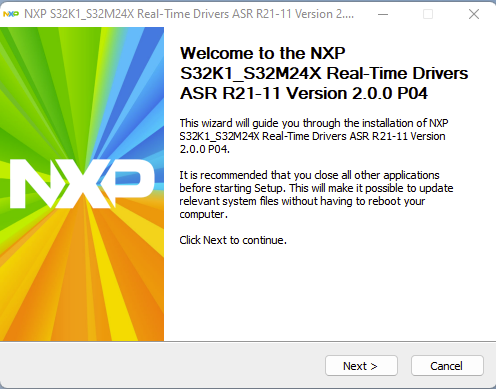 NXP S32K1_S32M24X Real-Time Drivers ASR R21-11 Version 2....
Welcome to the NXP
S32K1_S32M24X Real-Time Drivers
ASR R21-11 Version 2.0.0 P04
This wizard will guide you through the installation of NXP
S32K1_S32M24X Real-Time Drivers ASR R21-11 Version
2.0.0 P04.
It is recommended that you close all other applications
before starting Setup. This will make it possible to update
relevant system files without having to reboot your
computer.
Click Next to continue.
NXP
Next >
Cancel